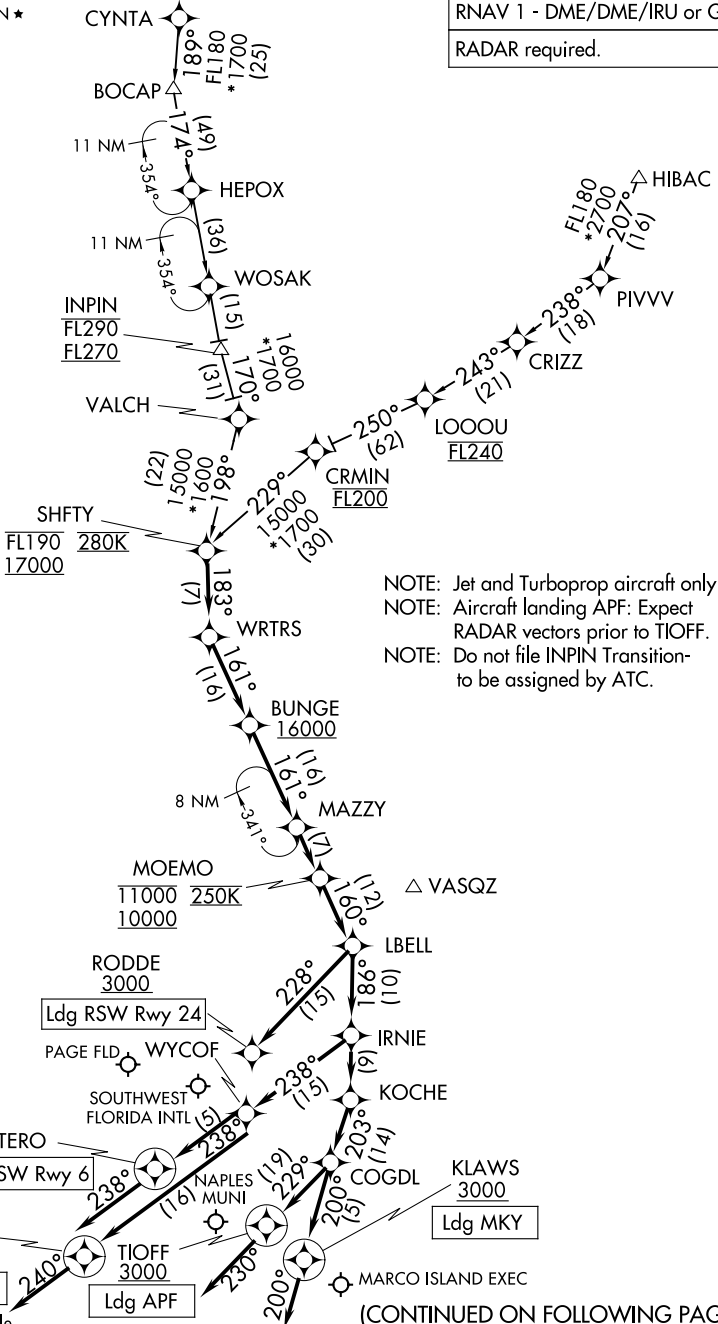 N ★
CYNTA
RNAV 1 - DME/DME/IRU or G
RADAR required.
189°
FL180
*1700
(25)
BOCAP
(49)
174°
11 NM
354°
HEPOX
HIBAC
FL180
*2700
207°
(16)
(36)
11 NM
354°
WOSAK
PIVVV
238°
(18)
INPIN
FL290
FL270
(15)
16000
*1700
170°
(31)
CRIZZ
243°
(21)
VALCH
LOOOU
FL240
250°
(62)
CRMIN
FL200
(22)
15000
*1600
198°
229°
15000
*1700
(30)
SHFTY
FL190 280K
17000
183°
(7)
NOTE: Jet and Turboprop aircraft only
NOTE: Aircraft landing APF: Expect
RADAR vectors prior to TIOFF.
NOTE: Do not file INPIN Transition-
to be assigned by ATC.
WRTRS
161°
(16)
BUNGE
16000
(16)
161°
8 NM
341°
MAZZY
(7)
MOEMO
11000 250K
10000
(12)
160°
VASQZ
LBELL
RODDE
3000
Ldg RSW Rwy 24
228°
(15)
186°
(10)
IRNIE
PAGE FLD
WYCOF
238°
(15)
(9)
SOUTHWEST
FLORIDA INTL
KOCHE
(5)
238°
203°
(14)
TERO
SW Rwy 6
238°
(16)
NAPLES
MUNI
(19)
229°
COGDL
200°
(5)
KLAWS
3000
Ldg MKY
240°
TIOFF
3000
Ldg APF
230°
200°
MARCO ISLAND EXEC
(CONTINUED ON FOLLOWING PAG